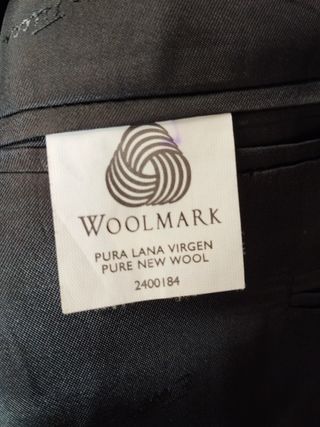 WOOLMARK
PURA LANA VIRGEN
PURE NEW WOOL
2400184